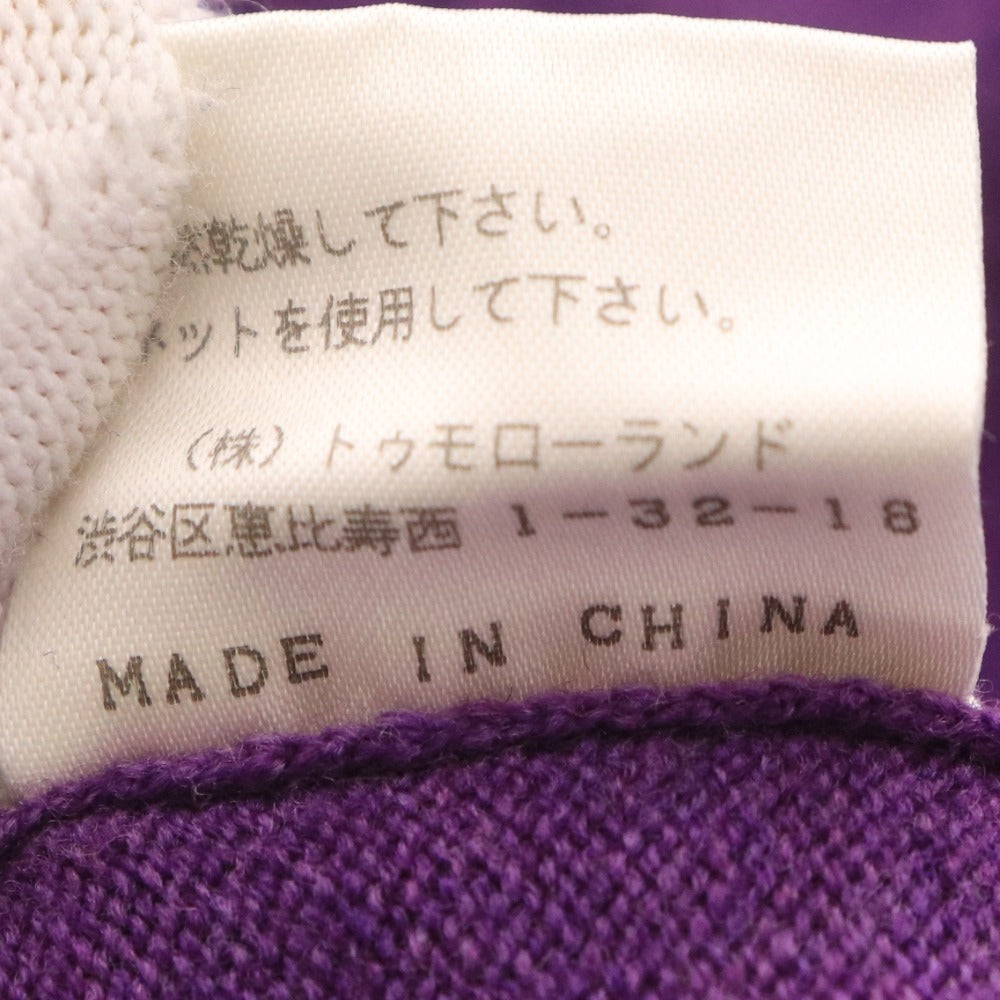 然乾燥して下さい。
ネットを使用して下さい。
(株)トゥモローランド
渋谷区恵比寿西 1-32-18
MADE IN CHINA